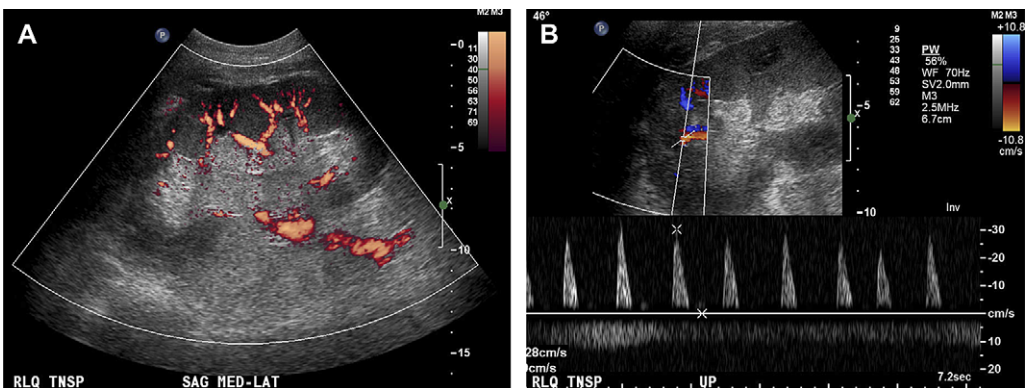 A
P
M2 M3
0
11
30
40
56
63
71
69
5
X
10
15
RLQ TNSP
SAG MED-LAT
B
46°
P
9
25
33
43
40
53
59
62
M2 M3
+10.8
-10.8
cm/s
PW
56%
WF 70Hz
SV2.0mm
M3
2.5MHz
6.7cm
-5
X
-10
Inv
-30
-20
-10
cm/s
-10
-20
28cm/s
cm/s
7.2sec
RLQ TNSP
UP